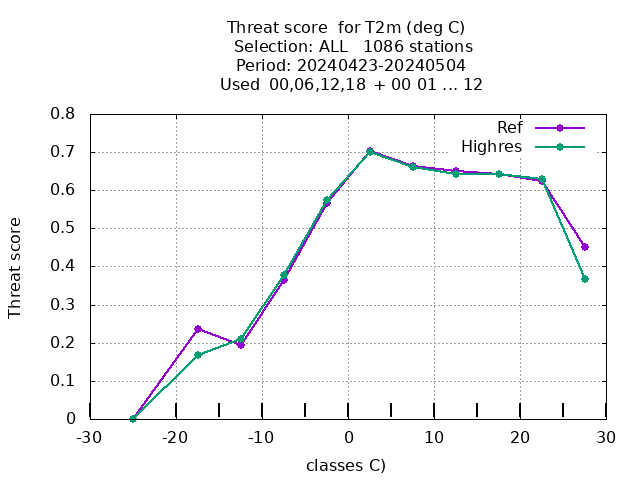 Threat score  for T2m (deg C)
Selection: ALL   1086 stations
Period: 20240423-20240504
Used  00,06,12,18  + 00 01 ... 12
Ref
Highres
0.8
0.7
0.6
0.5
0.4
0.3
0.2
0.1
0
Threat score
-30 -20 -10 0 10 20 30
classes C)